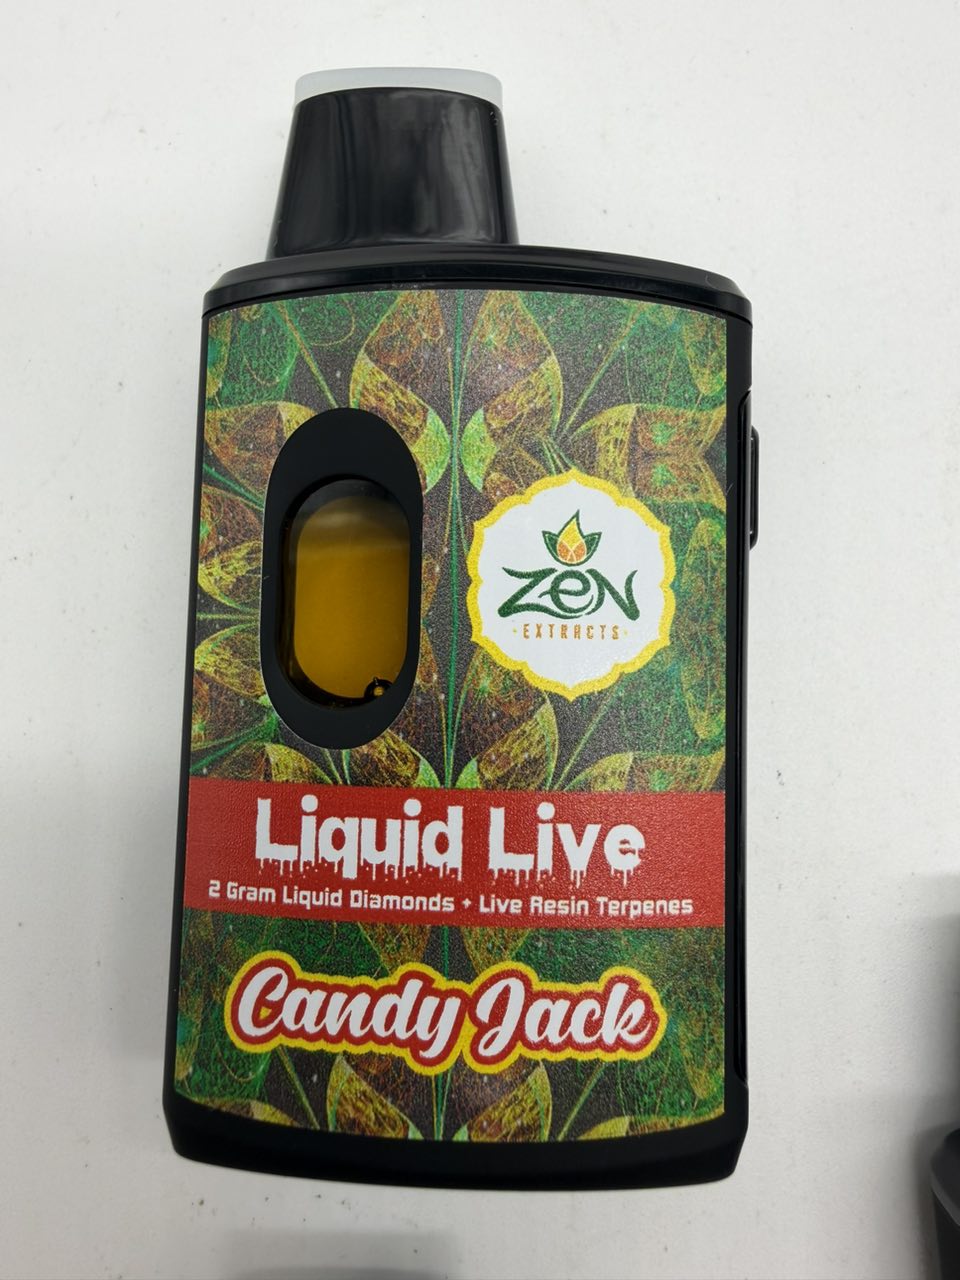 Zen
EXTRACTS
Liquid Live
2 Gram Liquid Diamonds + Live Resin Terpenes
Candy Jack